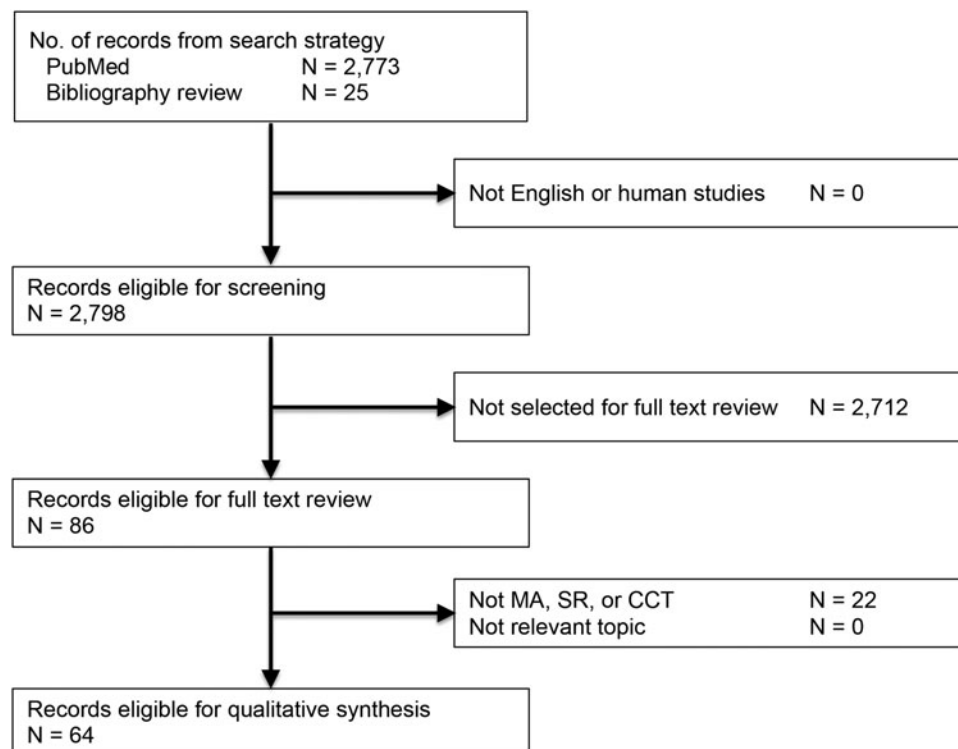 No. of records from search strategy
PubMed N = 2,773
Bibliography review N = 25
Not English or human studies N = 0
Records eligible for screening
N = 2,798
Not selected for full text review N = 2,712
Records eligible for full text review
N = 86
Not MA, SR, or CCT N = 22
Not relevant topic N = 0
Records eligible for qualitative synthesis
N = 64